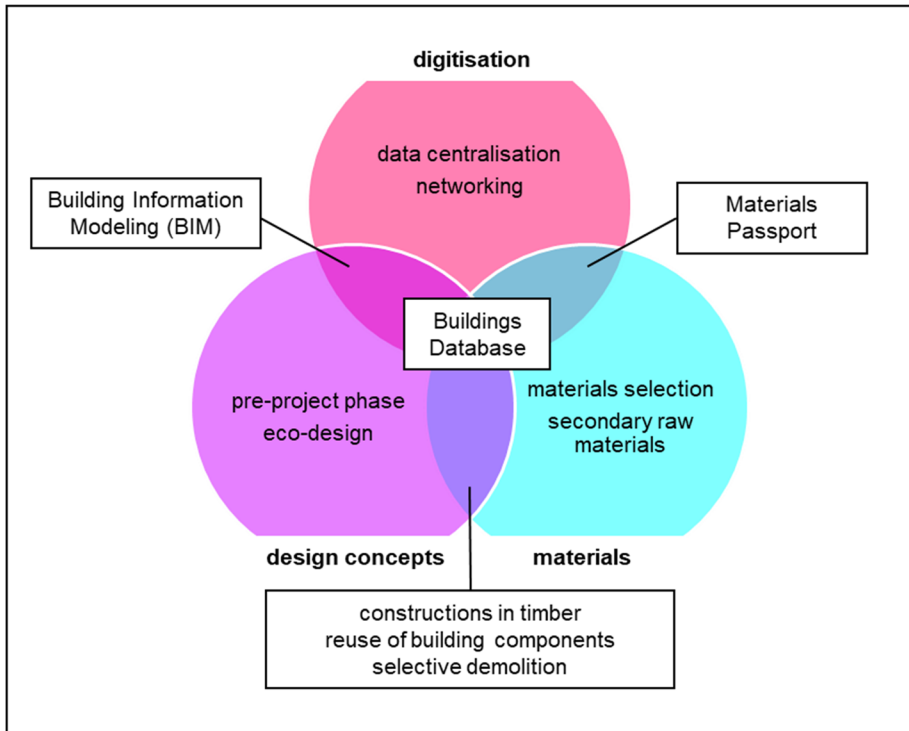 digitisation
data centralisation
networking
Building Information
Modeling (BIM)
Materials
Passport
Buildings
Database
pre-project phase
eco-design
materials selection
secondary raw
materials
design concepts
materials
constructions in timber
reuse of building components
selective demolition